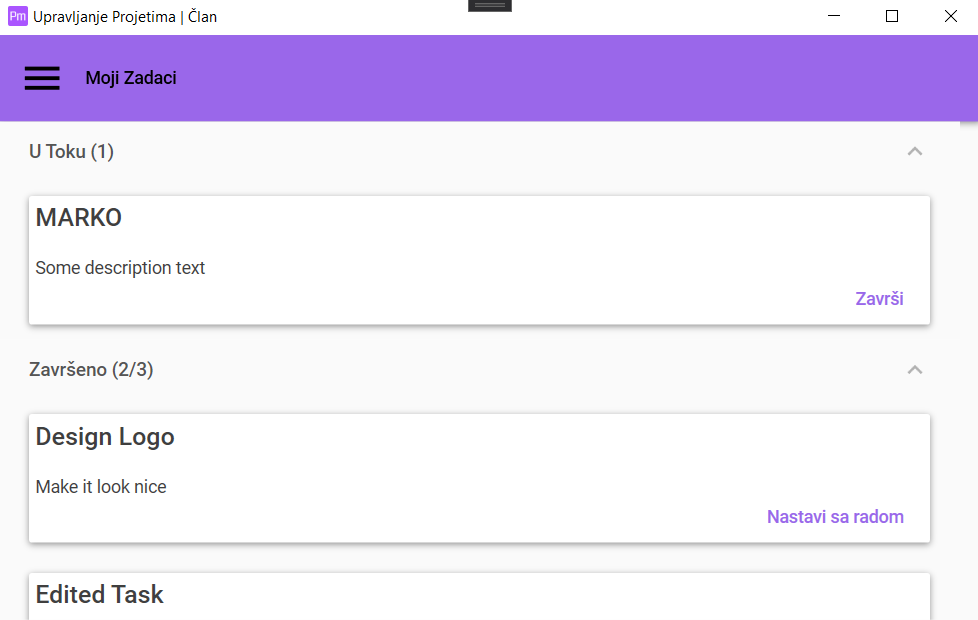 Pm Upravljanje Projetima | Član
Moji Zadaci
U Toku (1)
MARKO
Some description text
Završi
Završeno (2/3)
Design Logo
Make it look nice
Nastavi sa radom
Edited Task